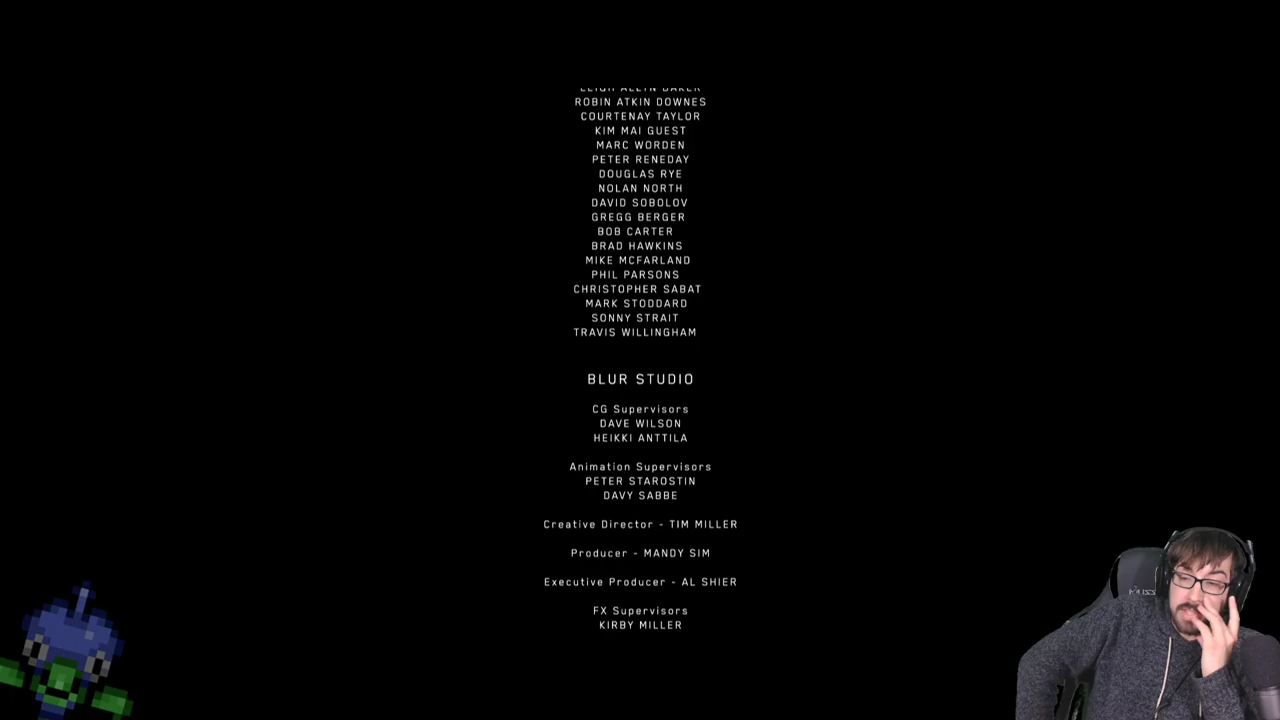 ROBIN ATKIN DOWNES
COURTENAY TAYLOR
KIM MAI GUEST
MARC WORDEN
PETER RENEDAY
DOUGLAS RYE
NOLAN NORTH
DAVID SOBOLOV
GREGG BERGER
BOB CARTER
BRAD HAWKINS
MIKE MCFARLAND
PHIL PARSONS
CHRISTOPHER SABAT
MARK STODDARD
SONNY STRAIT
TRAVIS WILLINGHAM
BLUR STUDIO
CG Supervisors
DAVE WILSON
HEIKKI ANTTILA
Animation Supervisors
PETER STAROSTIN
DAVY SABBE
Creative Director - TIM MILLER
Producer - MANDY SIM
Executive Producer - AL SHIER
FX Supervisors
KIRBY MILLER